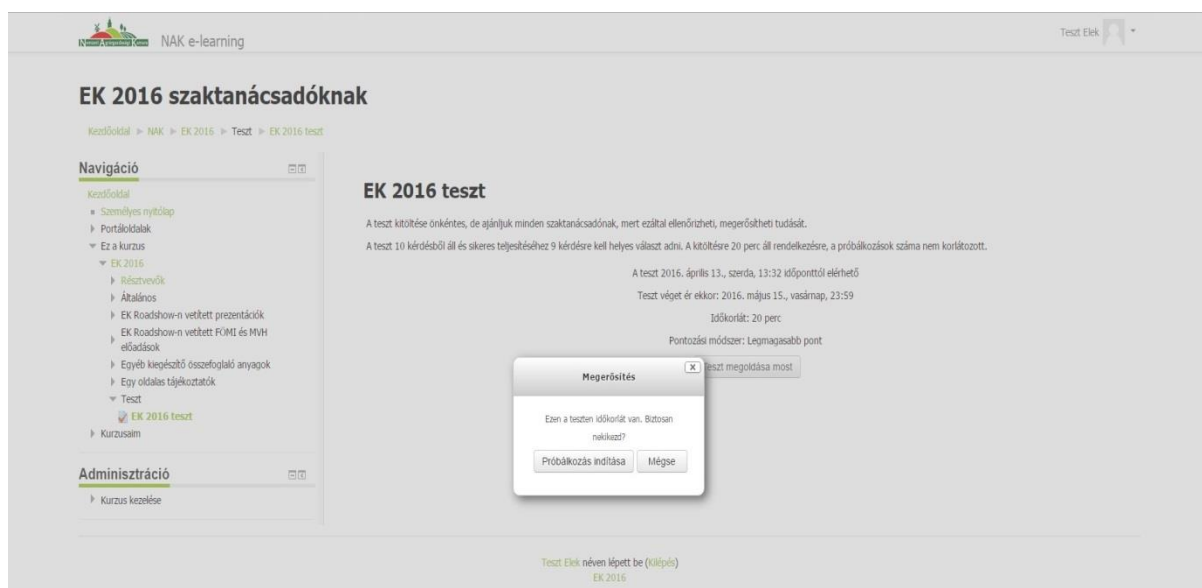 NAK e-learning
Teszt Elek
EK 2016 szaktanácsadóknak
Kezdőoldal ► NAK ► EK 2016 ► Teszt ► EK 2016 teszt
Navigáció
Kezdőoldal
Személyes nyitólap
Portáloldalak
Ez a kurzus
EK 2016
Résztvevők
Általános
EK Roadshow-n vetített prezentációk
EK Roadshow-n vetített FÖMI és MVH
előadások
Egyéb kiegészítő összefoglaló anyagok
Egy oldalas tájékoztatók
Teszt
EK 2016 teszt
Kurzusaim
Adminisztráció
Kurzus kezelése
EK 2016 teszt
A teszt kitöltése önkéntes, de ajánljuk minden szaktanácsadónak, mert ezáltal ellenőrizheti, megerősítheti tudását.
A teszt 10 kérdésből áll és sikeres teljesítéséhez 9 kérdésre kell helyes választ adni. A kitöltésre 20 perc áll rendelkezésre, a próbálkozások száma nem korlátozott.
A teszt 2016. április 13., szerda, 13:32 időponttól elérhető
Teszt véget ér ekkor: 2016. május 15., vasárnap, 23:59
Időkorlát: 20 perc
Pontozási módszer: Legmagasabb pont
eszt megoldása most
Megerősítés
x
Ezen a teszten időkorlát van. Biztosan
nekikezd?
Próbálkozás indítása
Mégse
Teszt Elek néven lépett be (Kilépés)
EK 2016